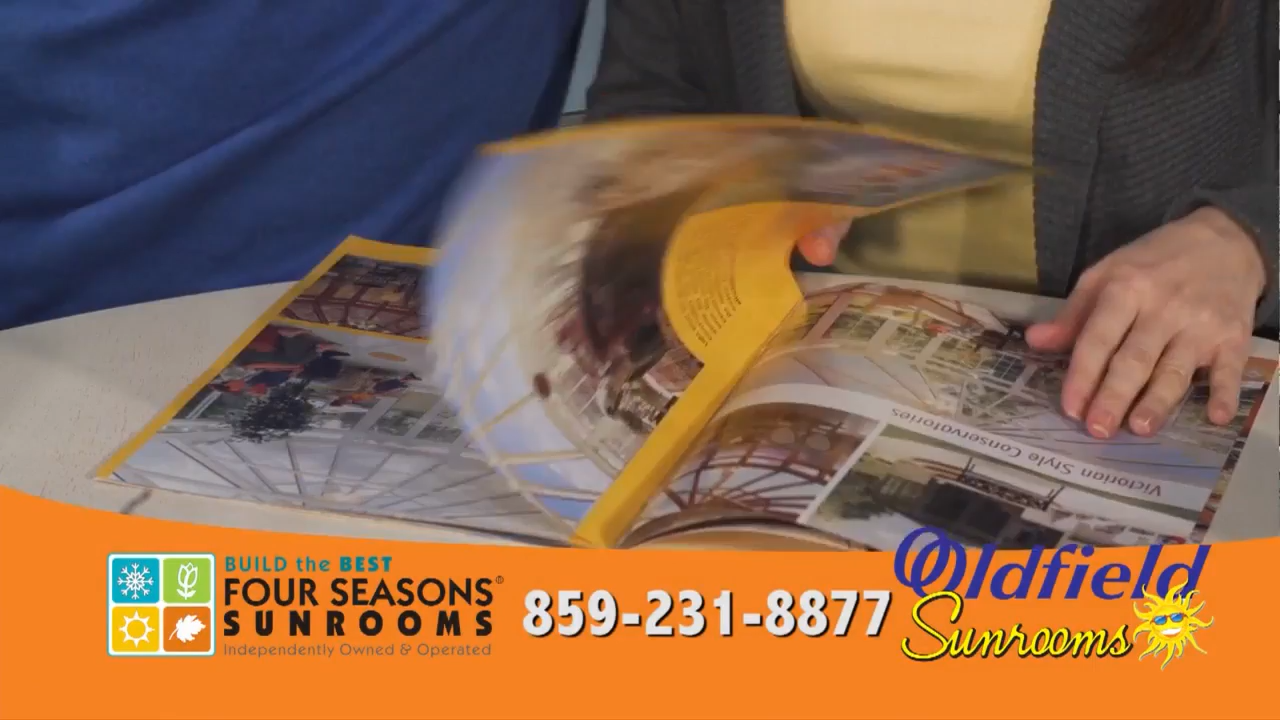 Victorian Style Conservatories
BUILD the BEST
FOUR SEASONS®
SUNROOMS
Independently Owned & Operated
859-231-8877
Oldfield
Sunrooms